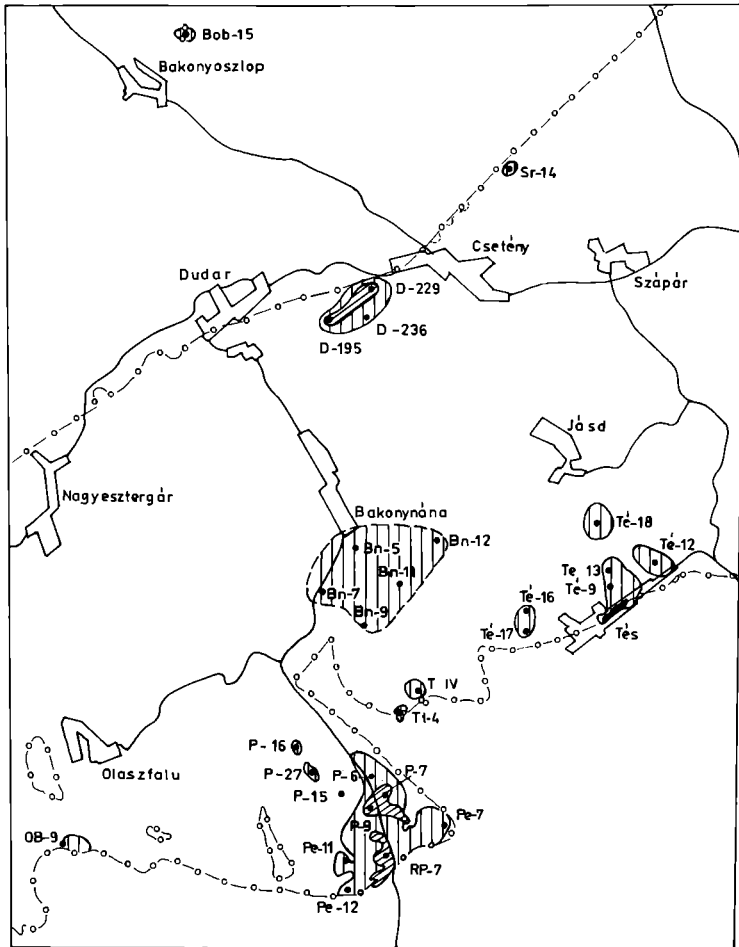 Bob-15
Bakonyoszlop
Sr-14
Csetény
Dudar
Szápár
D-229
D-236
D-195
Jásd
Nagyesztergár
Bakonynána
Té-18
Bn-5
Bn-12
Té-12
Te 13
Bn-11
Té-9
Bn-7
Té-16
Bn-9
Té-17
Tés
T IV
Tt-4
P-16
Olaszfalu
P-27
P-6
P-7
P-15
Pe-7
P-9
OB-9
Pe-11
RP-7
Pe-12